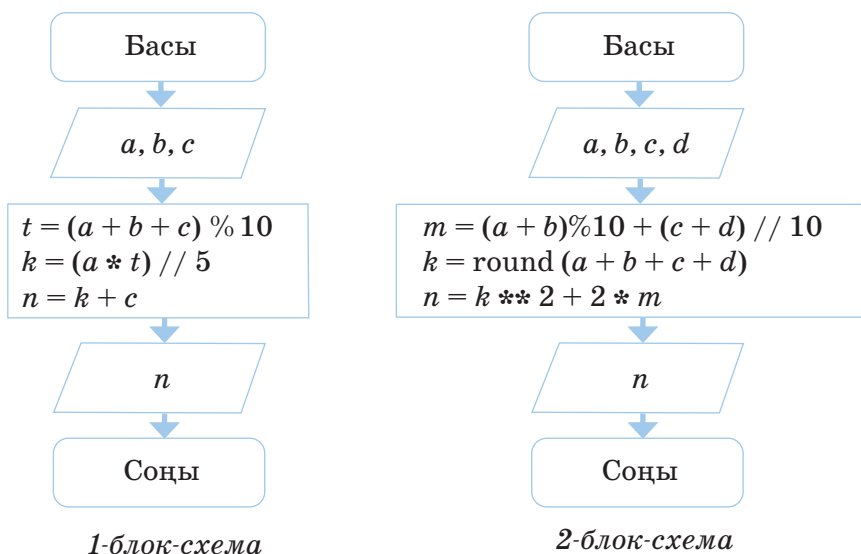 Басы
a, b, c
t = (a + b + c) % 10
k = (a * t) // 5
n = k + c
n
Соңы
1-блок-схема
Басы
a, b, c, d
m = (a + b)%10 + (c + d) // 10
k = round (a + b + c + d)
n = k ** 2 + 2 * m
n
Соңы
2-блок-схема